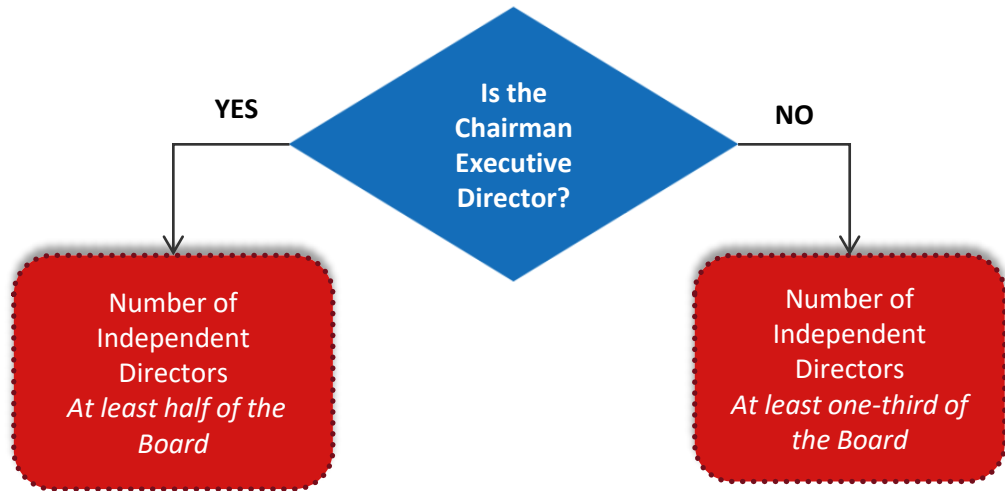 Is the
Chairman
Executive
Director?
YES
NO
Number of
Independent
Directors
At least half of the
Board
Number of
Independent
Directors
At least one-third of
the Board